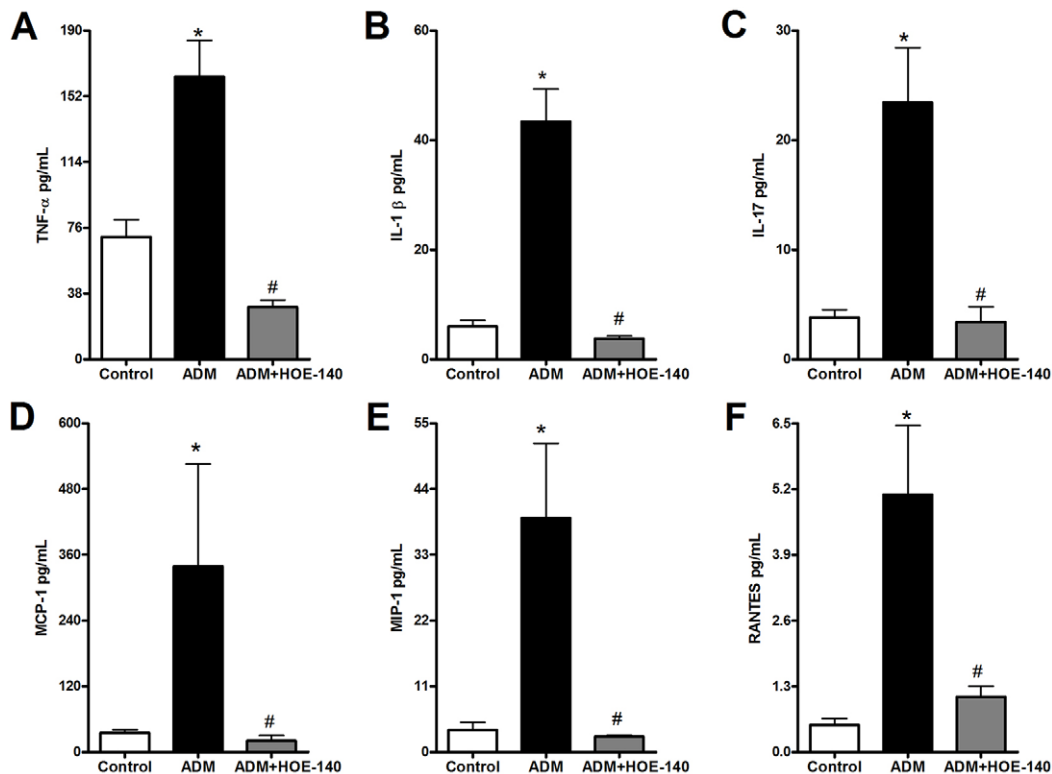 A
TNF-α pg/mL
190
152
114
76
38
0
*
#
Control ADM ADM+HOE-140
B
IL-1 β pg/mL
60
40
20
0
*
#
Control ADM ADM+HOE-140
C
IL-17 pg/mL
30
20
10
0
*
#
Control ADM ADM+HOE-140
D
MCP-1 pg/mL
600
480
360
240
120
0
*
#
Control ADM ADM+HOE-140
E
MIP-1 pg/mL
55
44
33
22
11
0
*
#
Control ADM ADM+HOE-140
F
RANTES pg/mL
6.5
5.2
3.9
2.6
1.3
0.0
*
#
Control ADM ADM+HOE-140